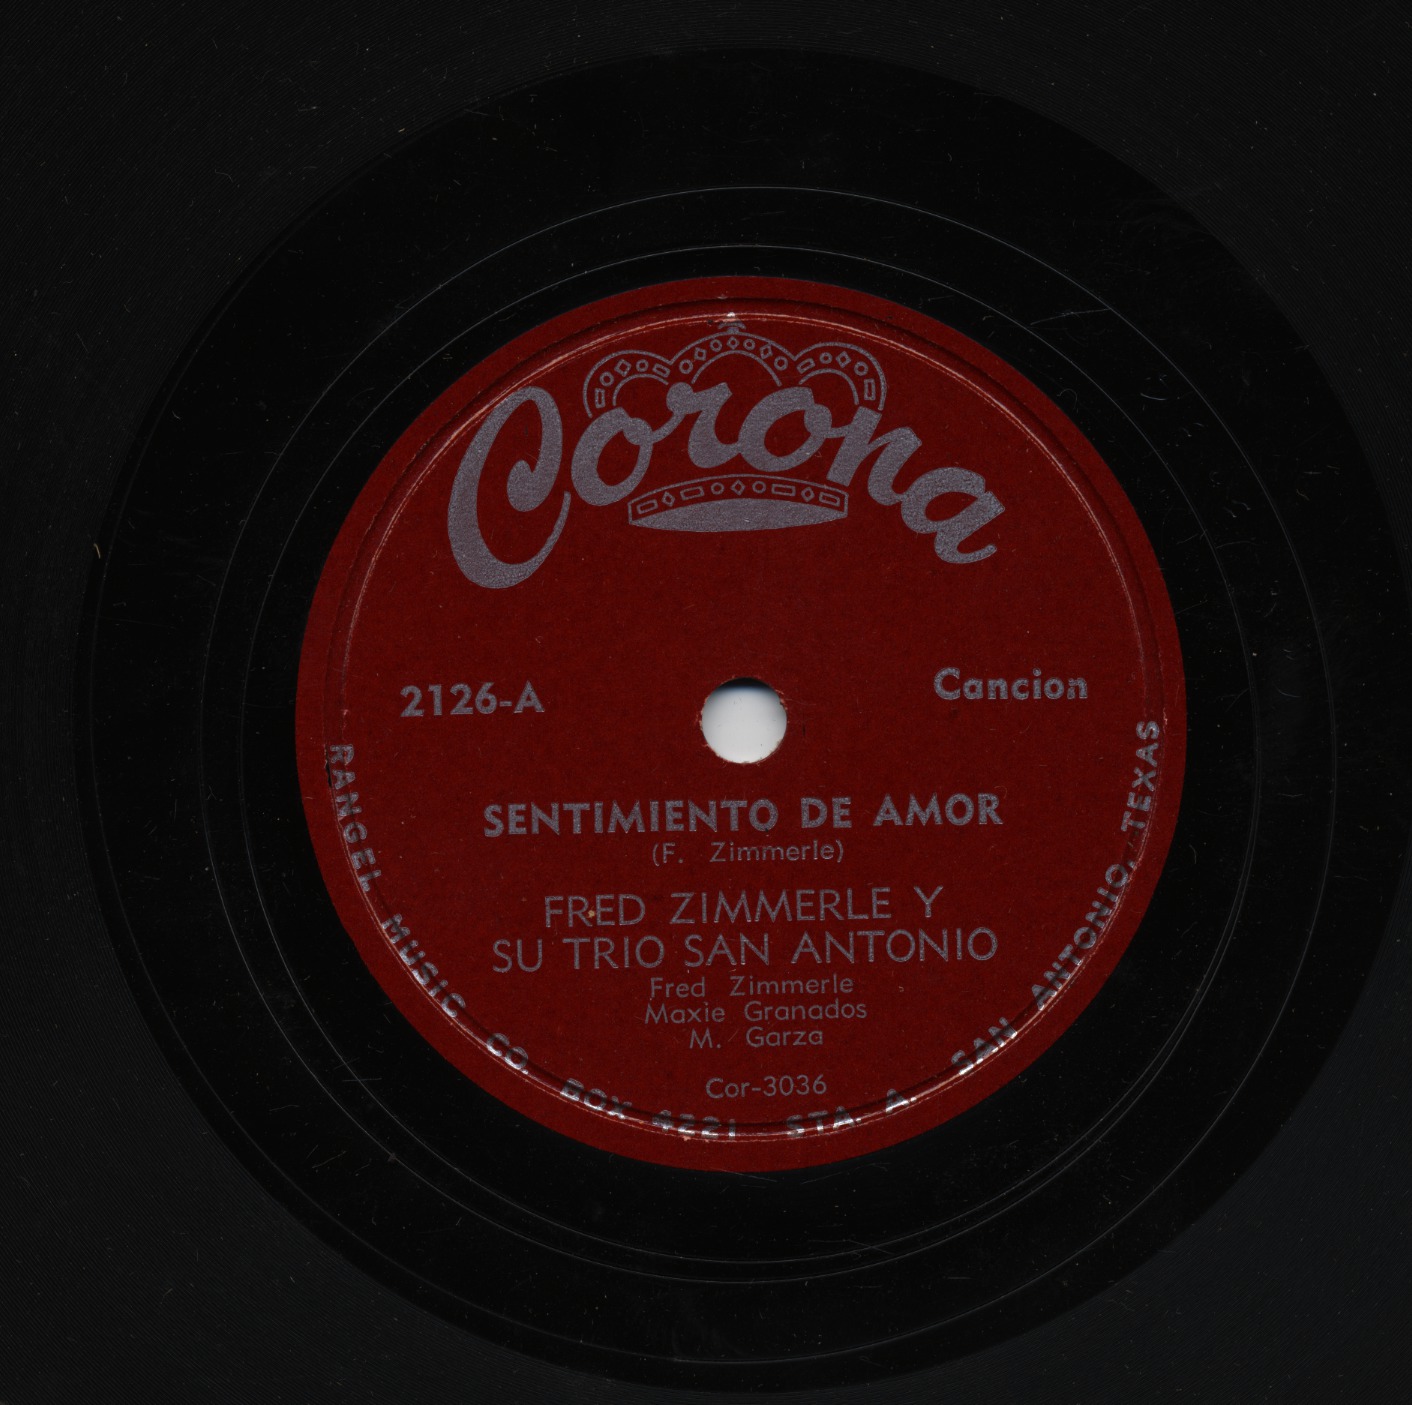 Corona
2126-A
Cancion
SENTIMIENTO DE AMOR
(F. Zimmerle)
FRED ZIMMERLE Y
SU TRIO SAN ANTONIO
Fred Zimmerle
Maxie Granados
M. Garza
Cor-3036
RANGEL MUSIC CO. BOX 4221 STA. A. SAN ANTONIO, TEXAS